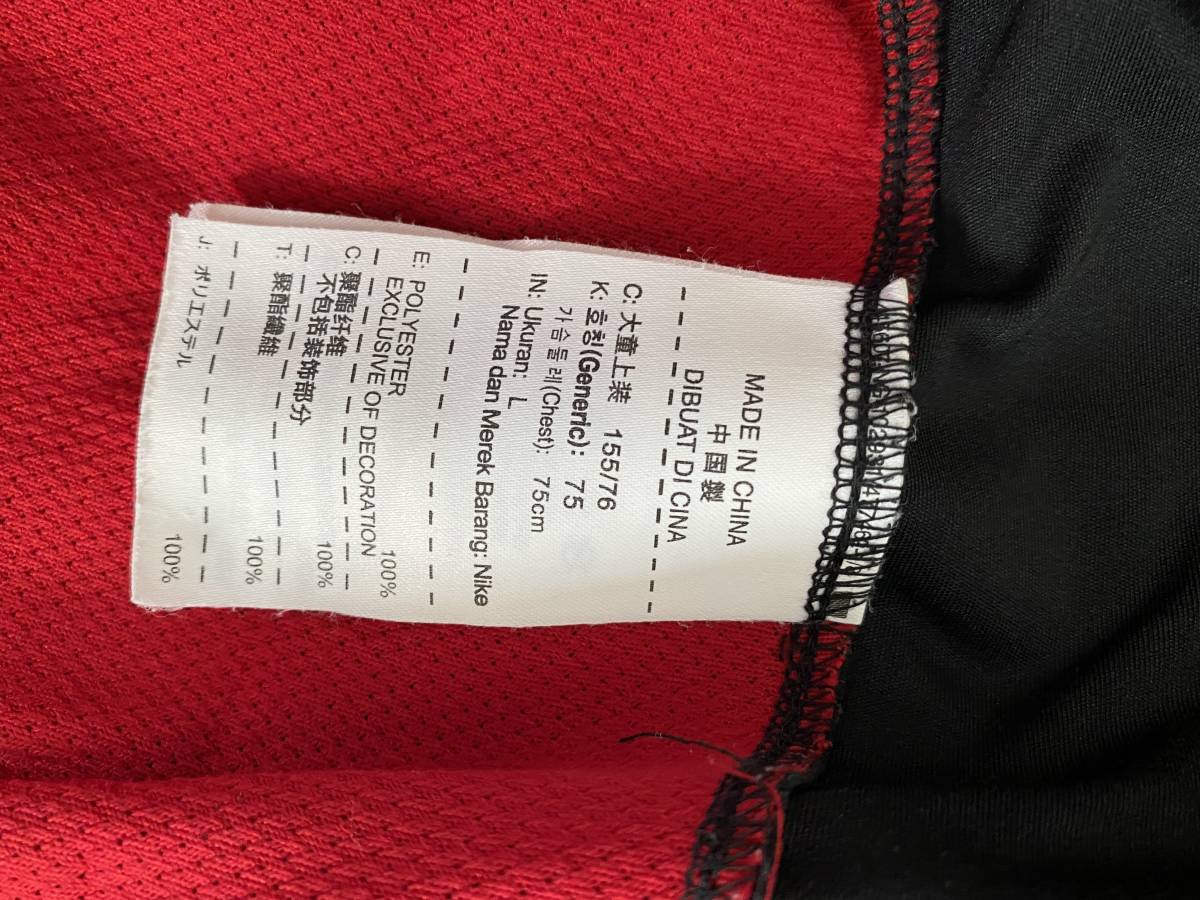 MADE IN CHINA
中 国 製
DIBUAT DI CINA
C: 大童上装 155/76
K: 호칭(Generic): 75
가슴둘레(Chest): 75cm
IN: Ukuran: L
Nama dan Merek Barang: Nike
E: POLYESTER 100%
EXCLUSIVE OF DECORATION
C: 聚酯纤维 100%
不包括装饰部分
T: 聚酯纖維 100%
J: ポリエステル 100%